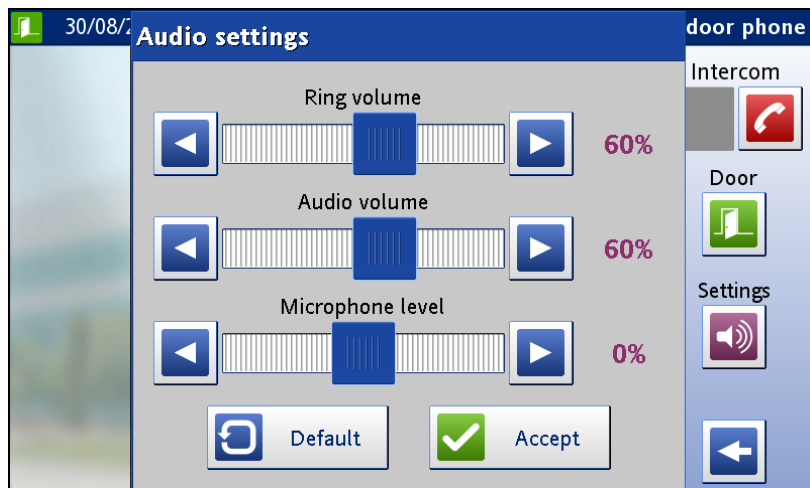 30/08/2
Audio settings
door phone
Ring volume
60%
Audio volume
60%
Microphone level
0%
Default
Accept
Intercom
Door
Settings